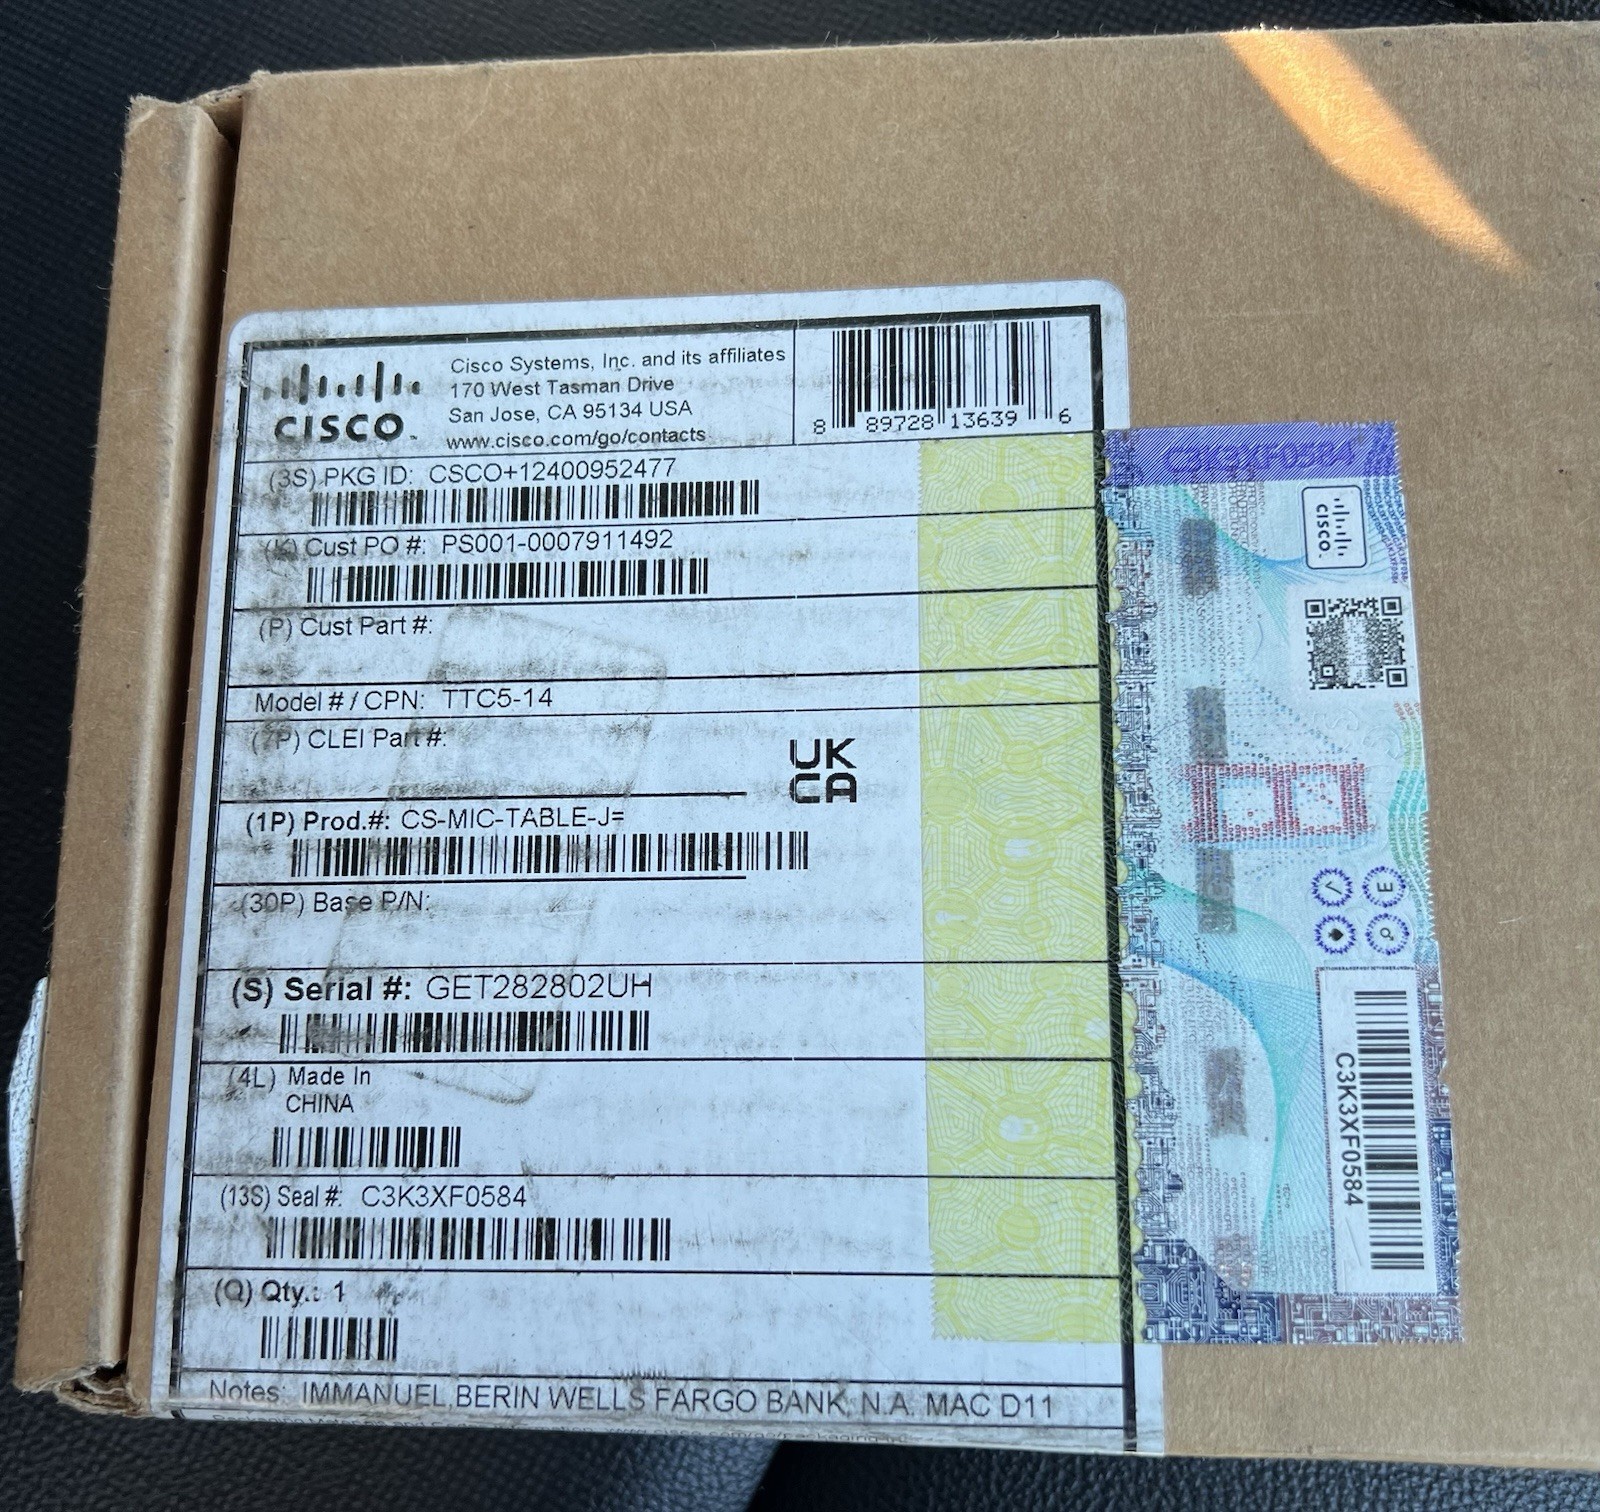 CISCO
Cisco Systems, Inc. and its affiliates
170 West Tasman Drive
San Jose, CA 95134 USA
www.cisco.com/go/contacts
8 89728 13639 6
(3S) PKG ID: CSCO+12400952477
(K) Cust PO #: PS001-0007911492
(P) Cust Part #:
Model # / CPN: TTC5-14
(7P) CLEI Part #:
UK
CA
(1P) Prod.#: CS-MIC-TABLE-J=
(30P) Base P/N:
(S) Serial #: GET282802UH
(4L) Made In
CHINA
(13S) Seal #: C3K3XF0584
(Q) Qty.: 1
Notes: IMMANUEL,BERIN WELLS FARGO BANK, N.A. MAC D11
C3K3XF0584
CISCO.
C3K3XF0584